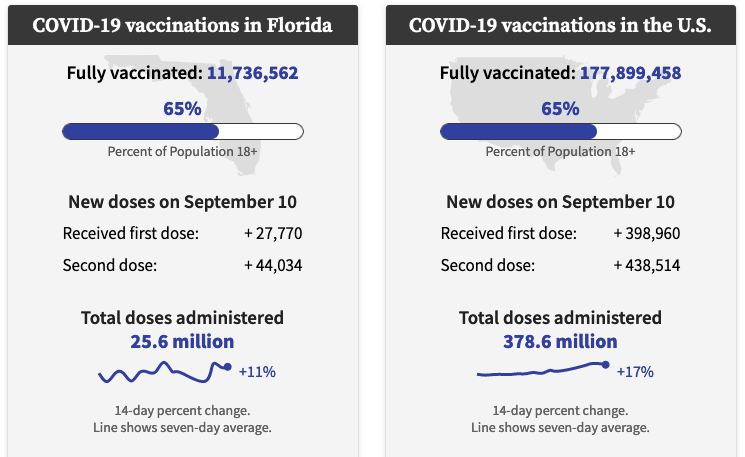 COVID-19 vaccinations in Florida
Fully vaccinated: 11,736,562
65%
Percent of Population 18+
New doses on September 10
Received first dose: + 27,770
Second dose: + 44,034
Total doses administered
25.6 million
+11%
14-day percent change.
Line shows seven-day average.
COVID-19 vaccinations in the U.S.
Fully vaccinated: 177,899,458
65%
Percent of Population 18+
New doses on September 10
Received first dose: + 398,960
Second dose: + 438,514
Total doses administered
378.6 million
+17%
14-day percent change.
Line shows seven-day average.